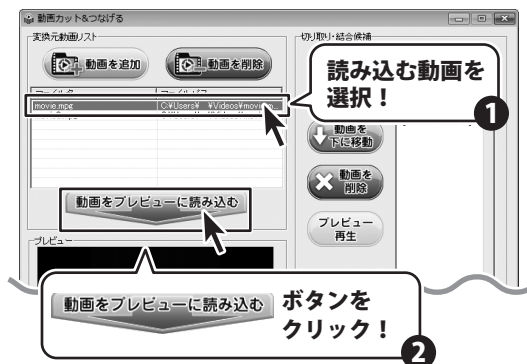 動画カット&つなげる
変換元動画リスト
切り取り・結合候補
動画を追加
動画を削除
読み込む動画を
選択！
1
movie.mpg
C:¥Users¥
¥Videos¥movie.m...
動画を
下に移動
動画を
削除
動画をプレビューに読み込む
プレビュー
再生
プレビュー
動画をプレビューに読み込む
ボタンを
クリック！
2